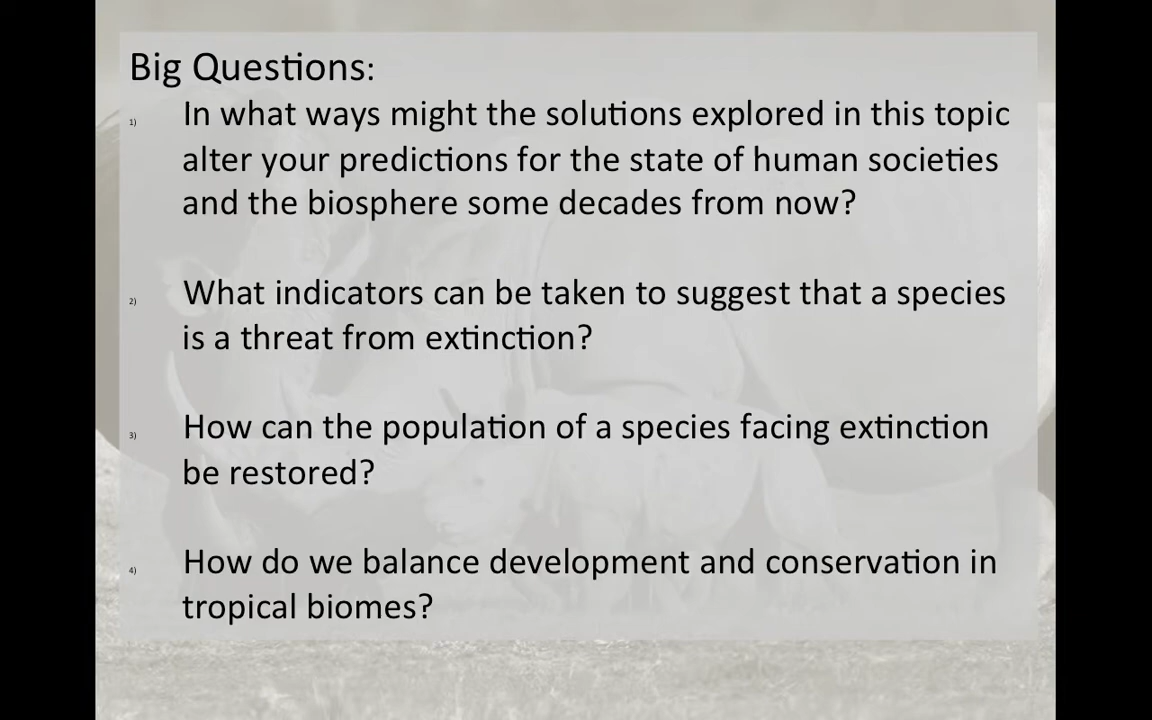 Big Questions:
1) In what ways might the solutions explored in this topic
alter your predictions for the state of human societies
and the biosphere some decades from now?
2) What indicators can be taken to suggest that a species
is a threat from extinction?
3) How can the population of a species facing extinction
be restored?
4) How do we balance development and conservation in
tropical biomes?